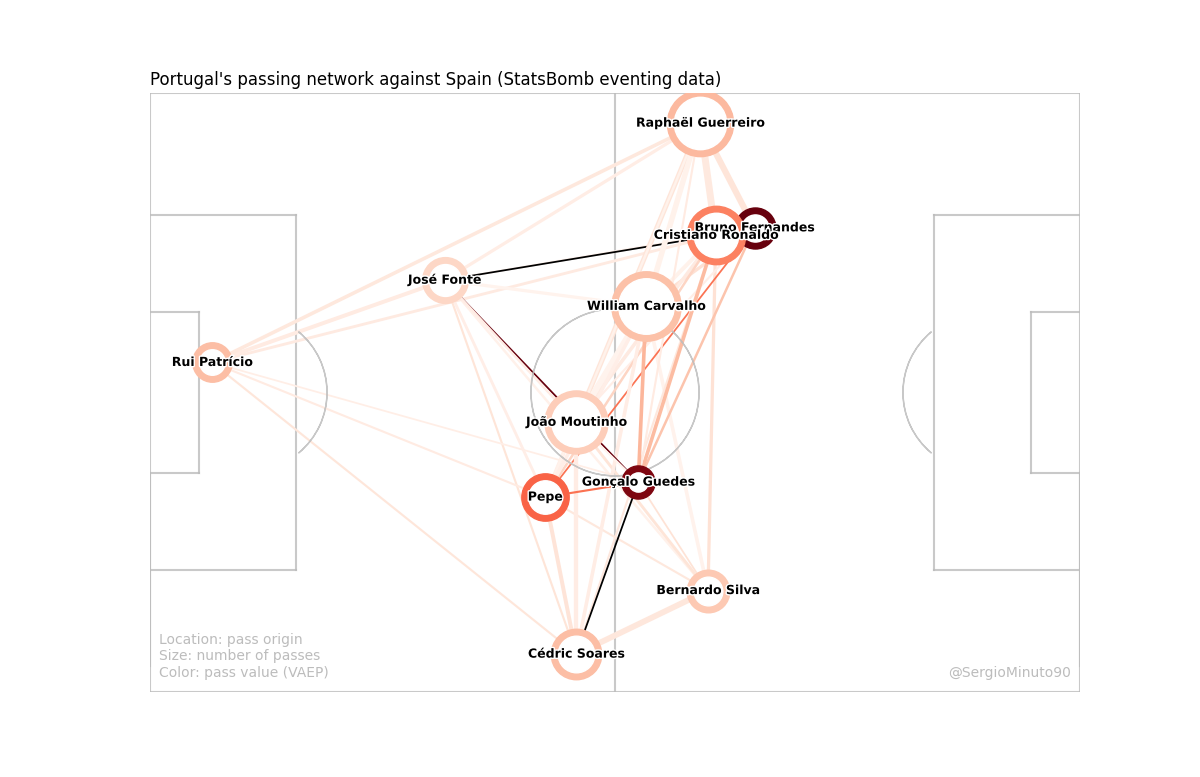 Portugal's passing network against Spain (StatsBomb eventing data)
Raphaël Guerreiro
Bruno Fernandes
Cristiano Ronaldo
José Fonte
William Carvalho
Rui Patrício
João Moutinho
Gonçalo Guedes
Pepe
Bernardo Silva
Cédric Soares
Location: pass origin
Size: number of passes
Color: pass value (VAEP)
@SergioMinuto90